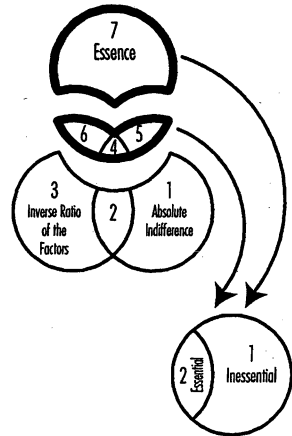 7
Essence
6
5
4
3
Inverse Ratio
of the
Factors
2
1
Absolute
Indifference
2
Essential
1
Inessential